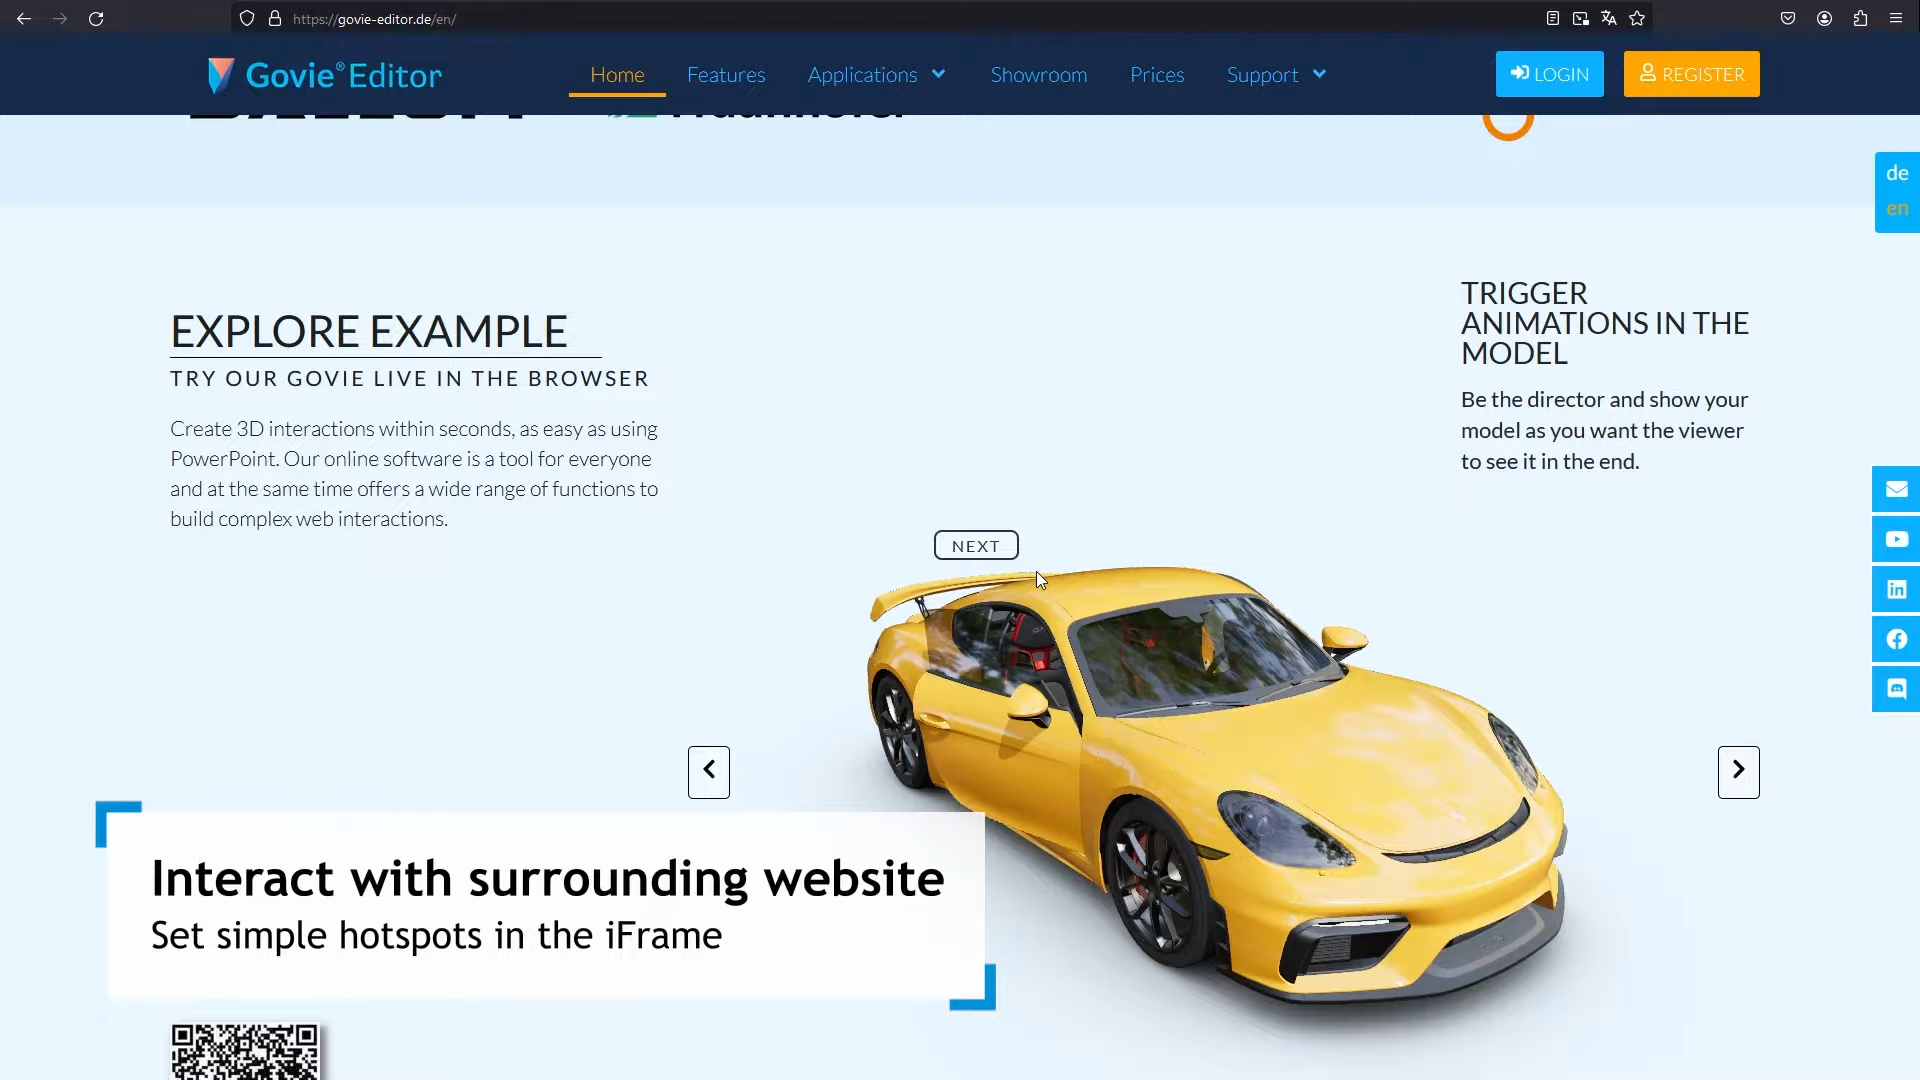 https://govie-editor.de/en/
Govie® Editor
Home
Features
Applications
Showroom
Prices
Support
LOGIN
REGISTER
de
en
EXPLORE EXAMPLE
TRY OUR GOVIE LIVE IN THE BROWSER
Create 3D interactions within seconds, as easy as using
PowerPoint. Our online software is a tool for everyone
and at the same time offers a wide range of functions to
build complex web interactions.
TRIGGER
ANIMATIONS IN THE
MODEL
Be the director and show your
model as you want the viewer
to see it in the end.
NEXT
Interact with surrounding website
Set simple hotspots in the iFrame